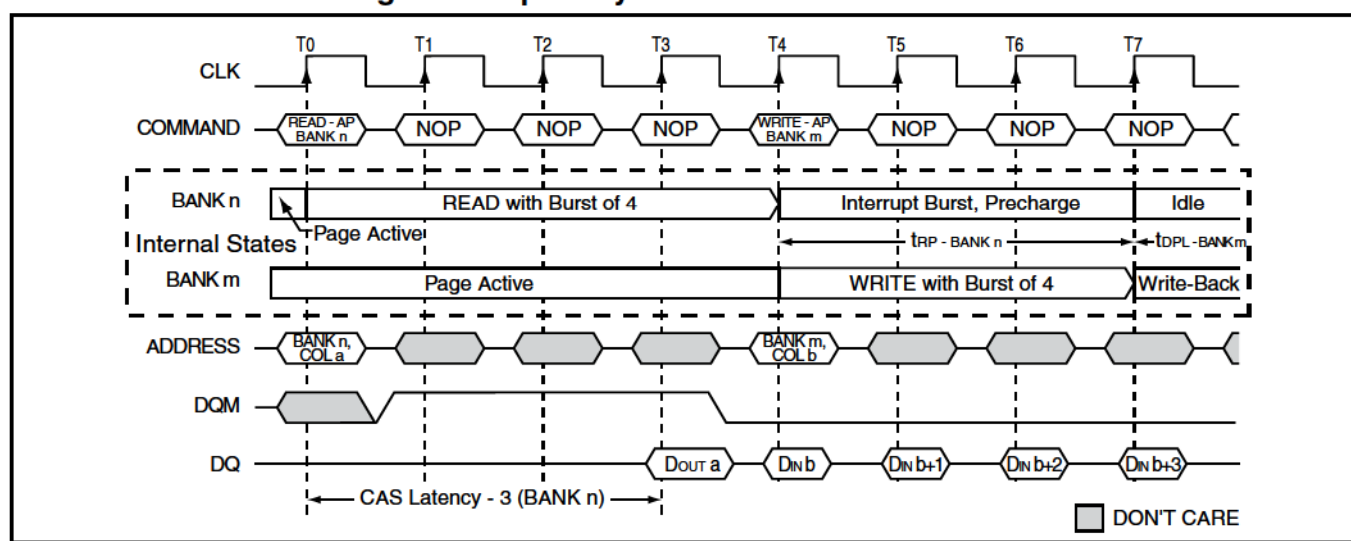 T0 T1 T2 T3 T4 T5 T6 T7
CLK
COMMAND READ - AP BANK n NOP NOP NOP WRITE - AP BANK m NOP NOP NOP
BANK n READ with Burst of 4 Interrupt Burst, Precharge Idle
Page Active
Internal States tRP - BANK n tDPL - BANK m
BANK m Page Active WRITE with Burst of 4 Write-Back
ADDRESS BANK n, COL a BANK m, COL b
DQM
DQ DOUT a DIN b DIN b+1 DIN b+2 DIN b+3
CAS Latency - 3 (BANK n)
DON'T CARE